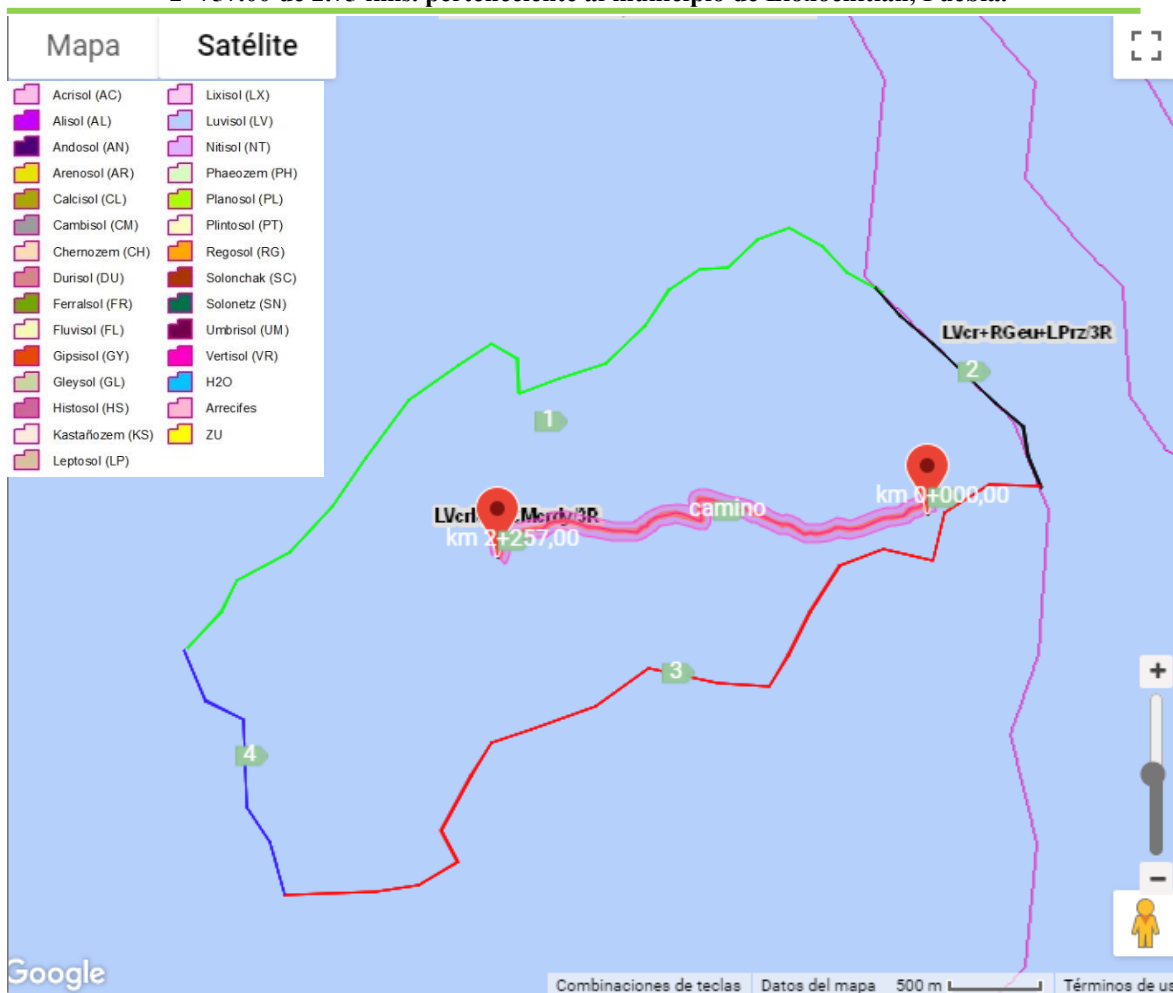 Mapa
Satélite
Acrisol (AC)
Alisol (AL)
Andosol (AN)
Arenosol (AR)
Calcisol (CL)
Cambisol (CM)
Chernozem (CH)
Durisol (DU)
Ferralsol (FR)
Fluvisol (FL)
Gipsisol (GY)
Gleysol (GL)
Histosol (HS)
Kastañozem (KS)
Leptosol (LP)
Lixisol (LX)
Luvisol (LV)
Nitisol (NT)
Phaeozem (PH)
Planosol (PL)
Plintosol (PT)
Regosol (RG)
Solonchak (SC)
Solonetz (SN)
Umbrisol (UM)
Vertisol (VR)
H2O
Arrecifes
ZU
LVcr+RGeu+LPrz/3R
2
1
km 0+000,00
camino
km 2+257,00
3
4
Google
Combinaciones de teclas
Datos del mapa
500 m
Términos de us